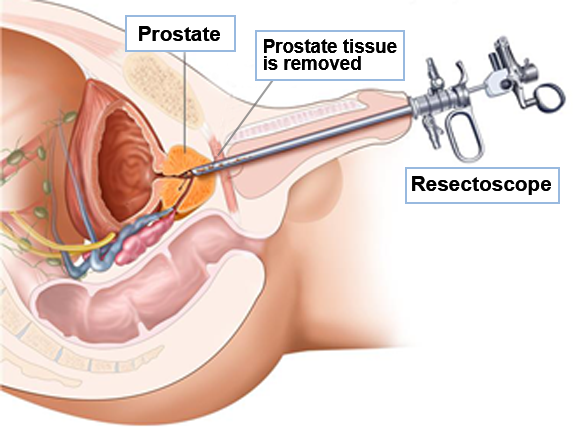 Prostate
Prostate tissue
is removed
Resectoscope